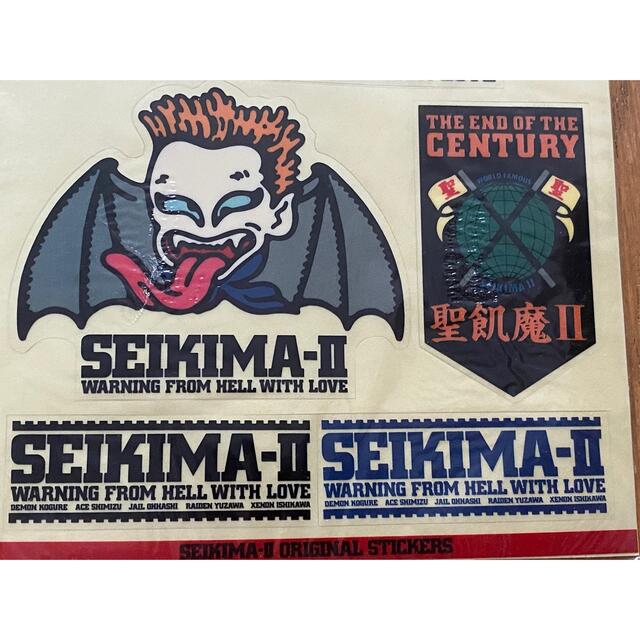 SEIKIMA-II
WARNING FROM HELL WITH LOVE
THE END OF THE
CENTURY
WORLD FAMOUS
SEIKIMA II
聖飢魔II
SEIKIMA-II
WARNING FROM HELL WITH LOVE
DEMON KOGURE ACE SHIMIZU JAIL OHHASHI RAIDEN YUZAWA XENON ISHIKAWA
SEIKIMA-II
WARNING FROM HELL WITH LOVE
DEMON KOGURE ACE SHIMIZU JAIL OHHASHI RAIDEN YUZAWA XENON ISHIKAWA
SEIKIMA-II ORIGINAL STICKERS